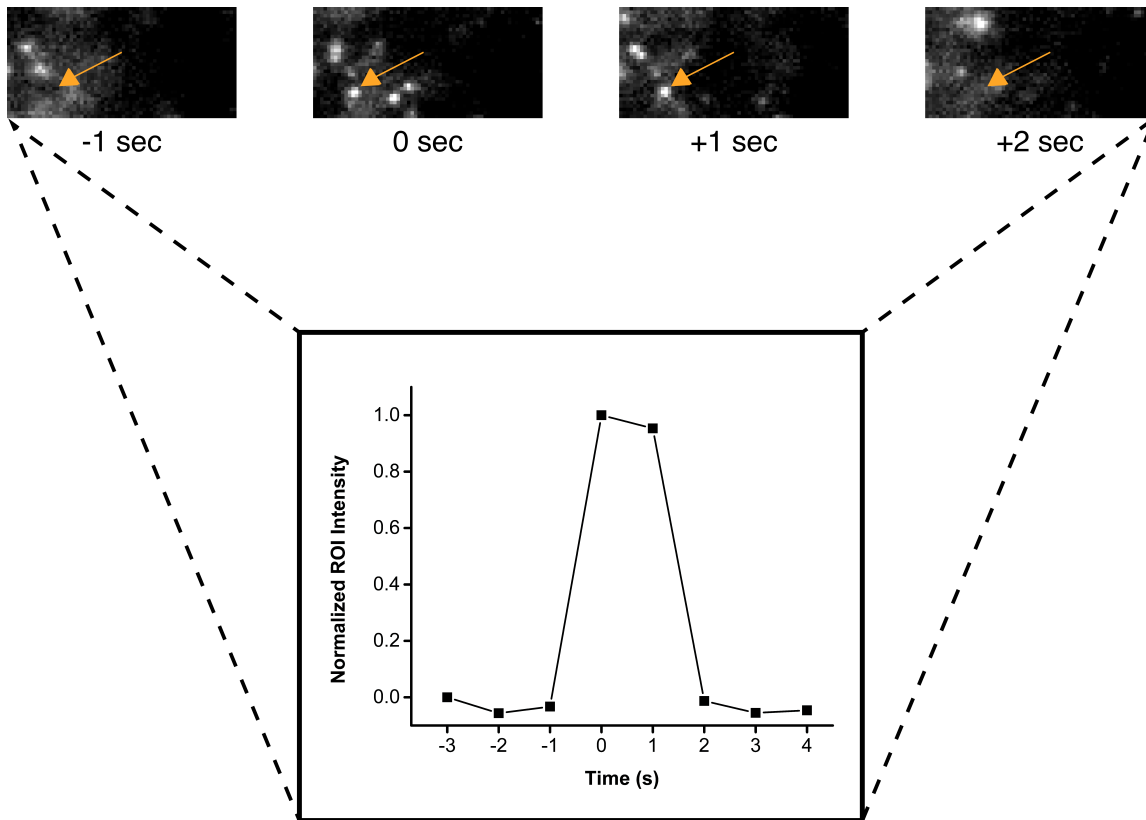 -1 sec
0 sec
+1 sec
+2 sec
1.0
0.8
0.6
0.4
0.2
0.0
Normalized ROI Intensity
-3 -2 -1 0 1 2 3 4
Time (s)